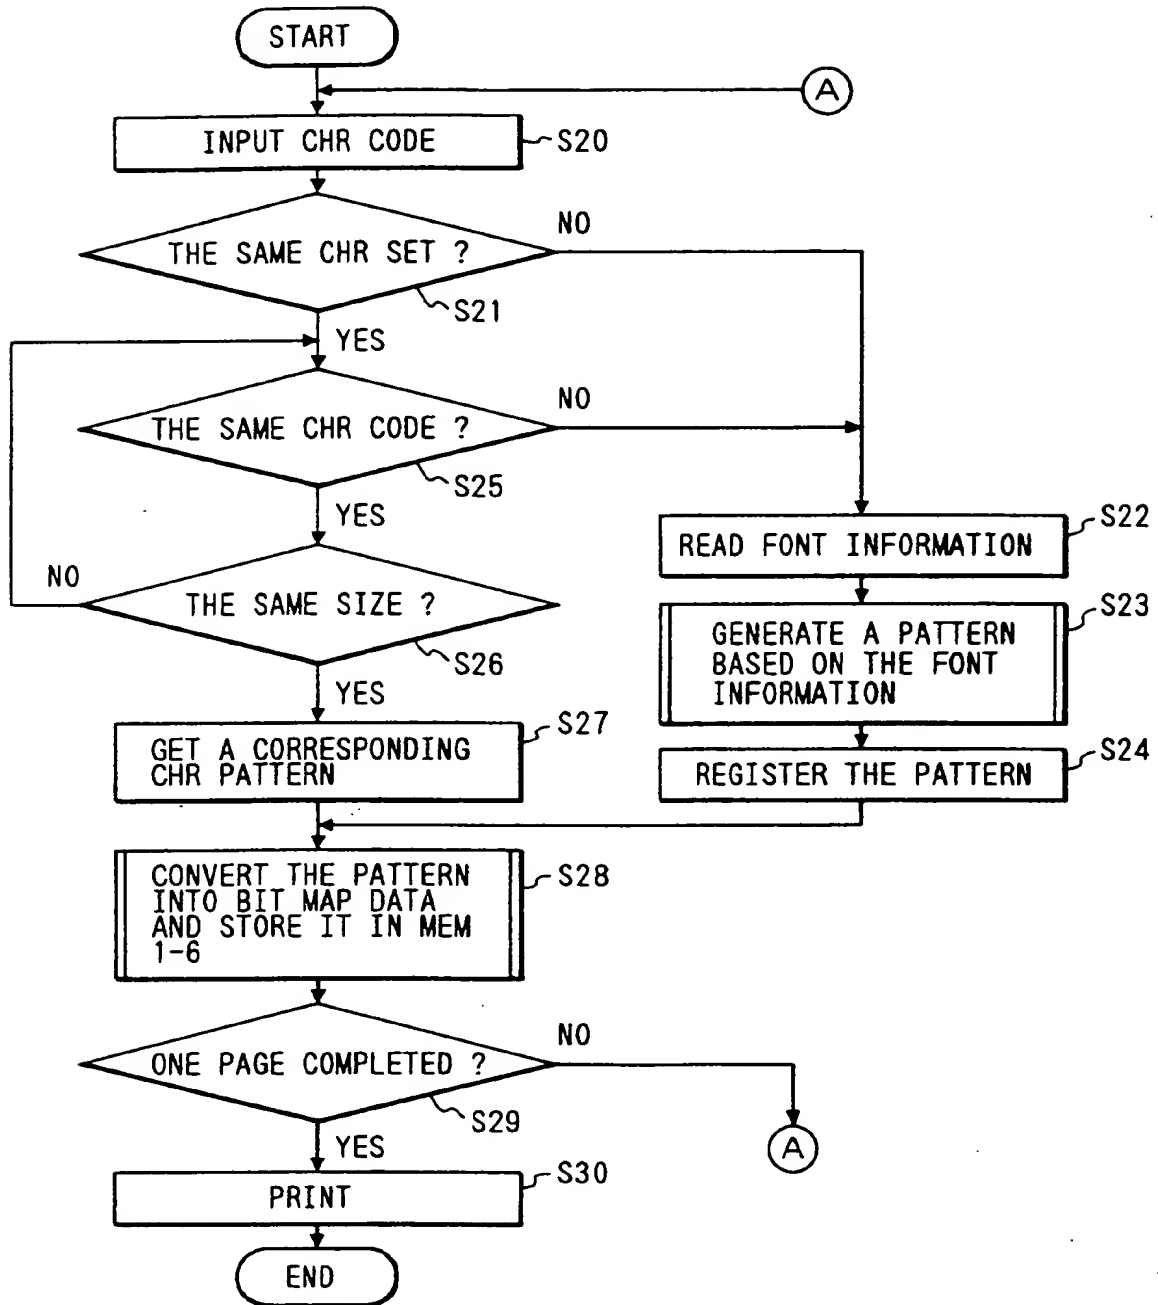 START
A
INPUT CHR CODE
S20
THE SAME CHR SET ?
NO
S21
YES
THE SAME CHR CODE ?
NO
S25
YES
S22
READ FONT INFORMATION
NO
THE SAME SIZE ?
S26
S23
GENERATE A PATTERN
BASED ON THE FONT
INFORMATION
YES
S27
GET A CORRESPONDING
CHR PATTERN
S24
REGISTER THE PATTERN
CONVERT THE PATTERN
INTO BIT MAP DATA
AND STORE IT IN MEM
1-6
S28
ONE PAGE COMPLETED ?
NO
S29
A
YES
S30
PRINT
END